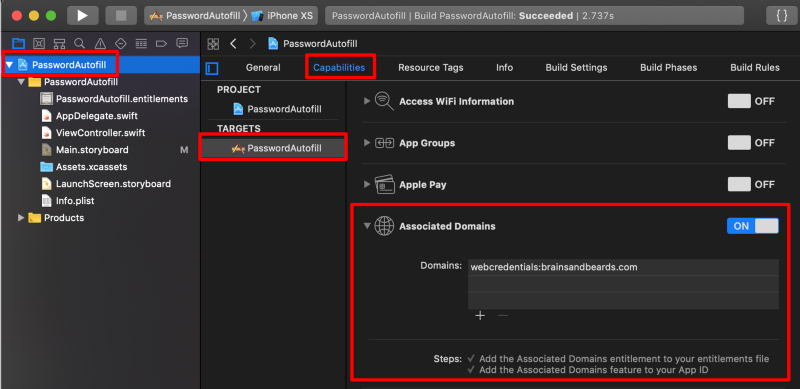 PasswordAutofill
iPhone XS
PasswordAutofill | Build PasswordAutofill: Succeeded | 2.737s
{ }
PasswordAutofill
PasswordAutofill
PasswordAutofill
PasswordAutofill.entitlements
AppDelegate.swift
ViewController.swift
Main.storyboard
M
Assets.xcassets
LaunchScreen.storyboard
Info.plist
Products
General
Capabilities
Resource Tags
Info
Build Settings
Build Phases
Build Rules
PROJECT
PasswordAutofill
TARGETS
PasswordAutofill
Access WiFi Information
OFF
App Groups
OFF
Apple Pay
OFF
Associated Domains
ON
Domains:
webcredentials:brainsandbeards.com
Steps: ✓ Add the Associated Domains entitlement to your entitlements file
✓ Add the Associated Domains feature to your App ID